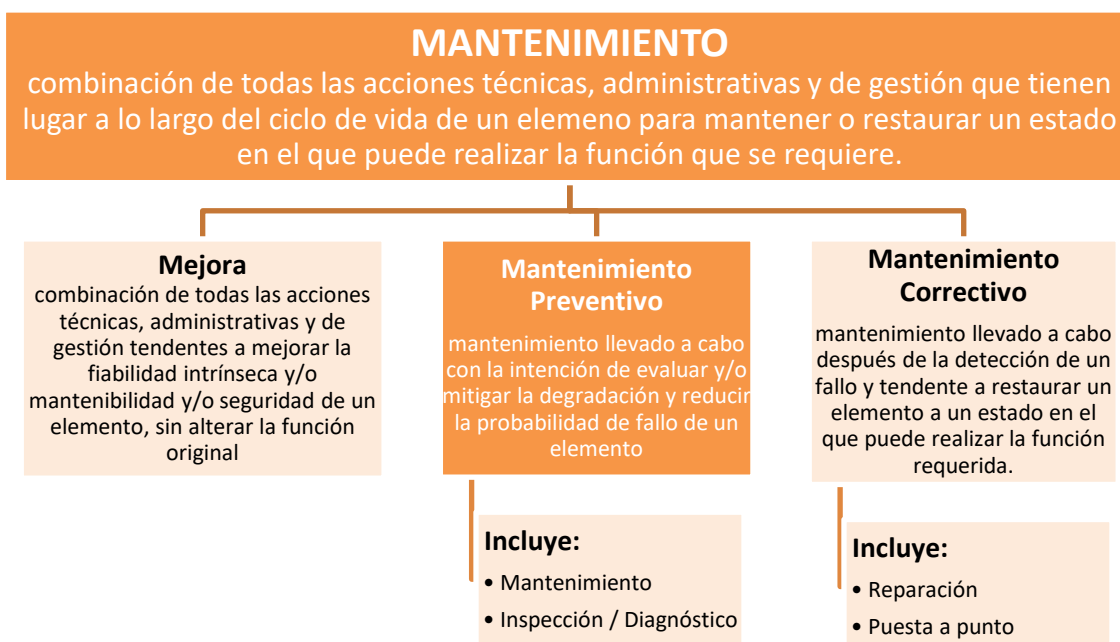 MANTENIMIENTO
combinación de todas las acciones técnicas, administrativas y de gestión que tienen
lugar a lo largo del ciclo de vida de un elemeno para mantener o restaurar un estado
en el que puede realizar la función que se requiere.
Mejora
combinación de todas las acciones
técnicas, administrativas y de
gestión tendentes a mejorar la
fiabilidad intrínseca y/o
mantenibilidad y/o seguridad de un
elemento, sin alterar la función
original
Mantenimiento
Preventivo
mantenimiento llevado a cabo
con la intención de evaluar y/o
mitigar la degradación y reducir
la probabilidad de fallo de un
elemento
Incluye:
• Mantenimiento
• Inspección / Diagnóstico
Mantenimiento
Correctivo
mantenimiento llevado a cabo
después de la detección de un
fallo y tendente a restaurar un
elemento a un estado en el
que puede realizar la función
requerida.
Incluye:
• Reparación
• Puesta a punto